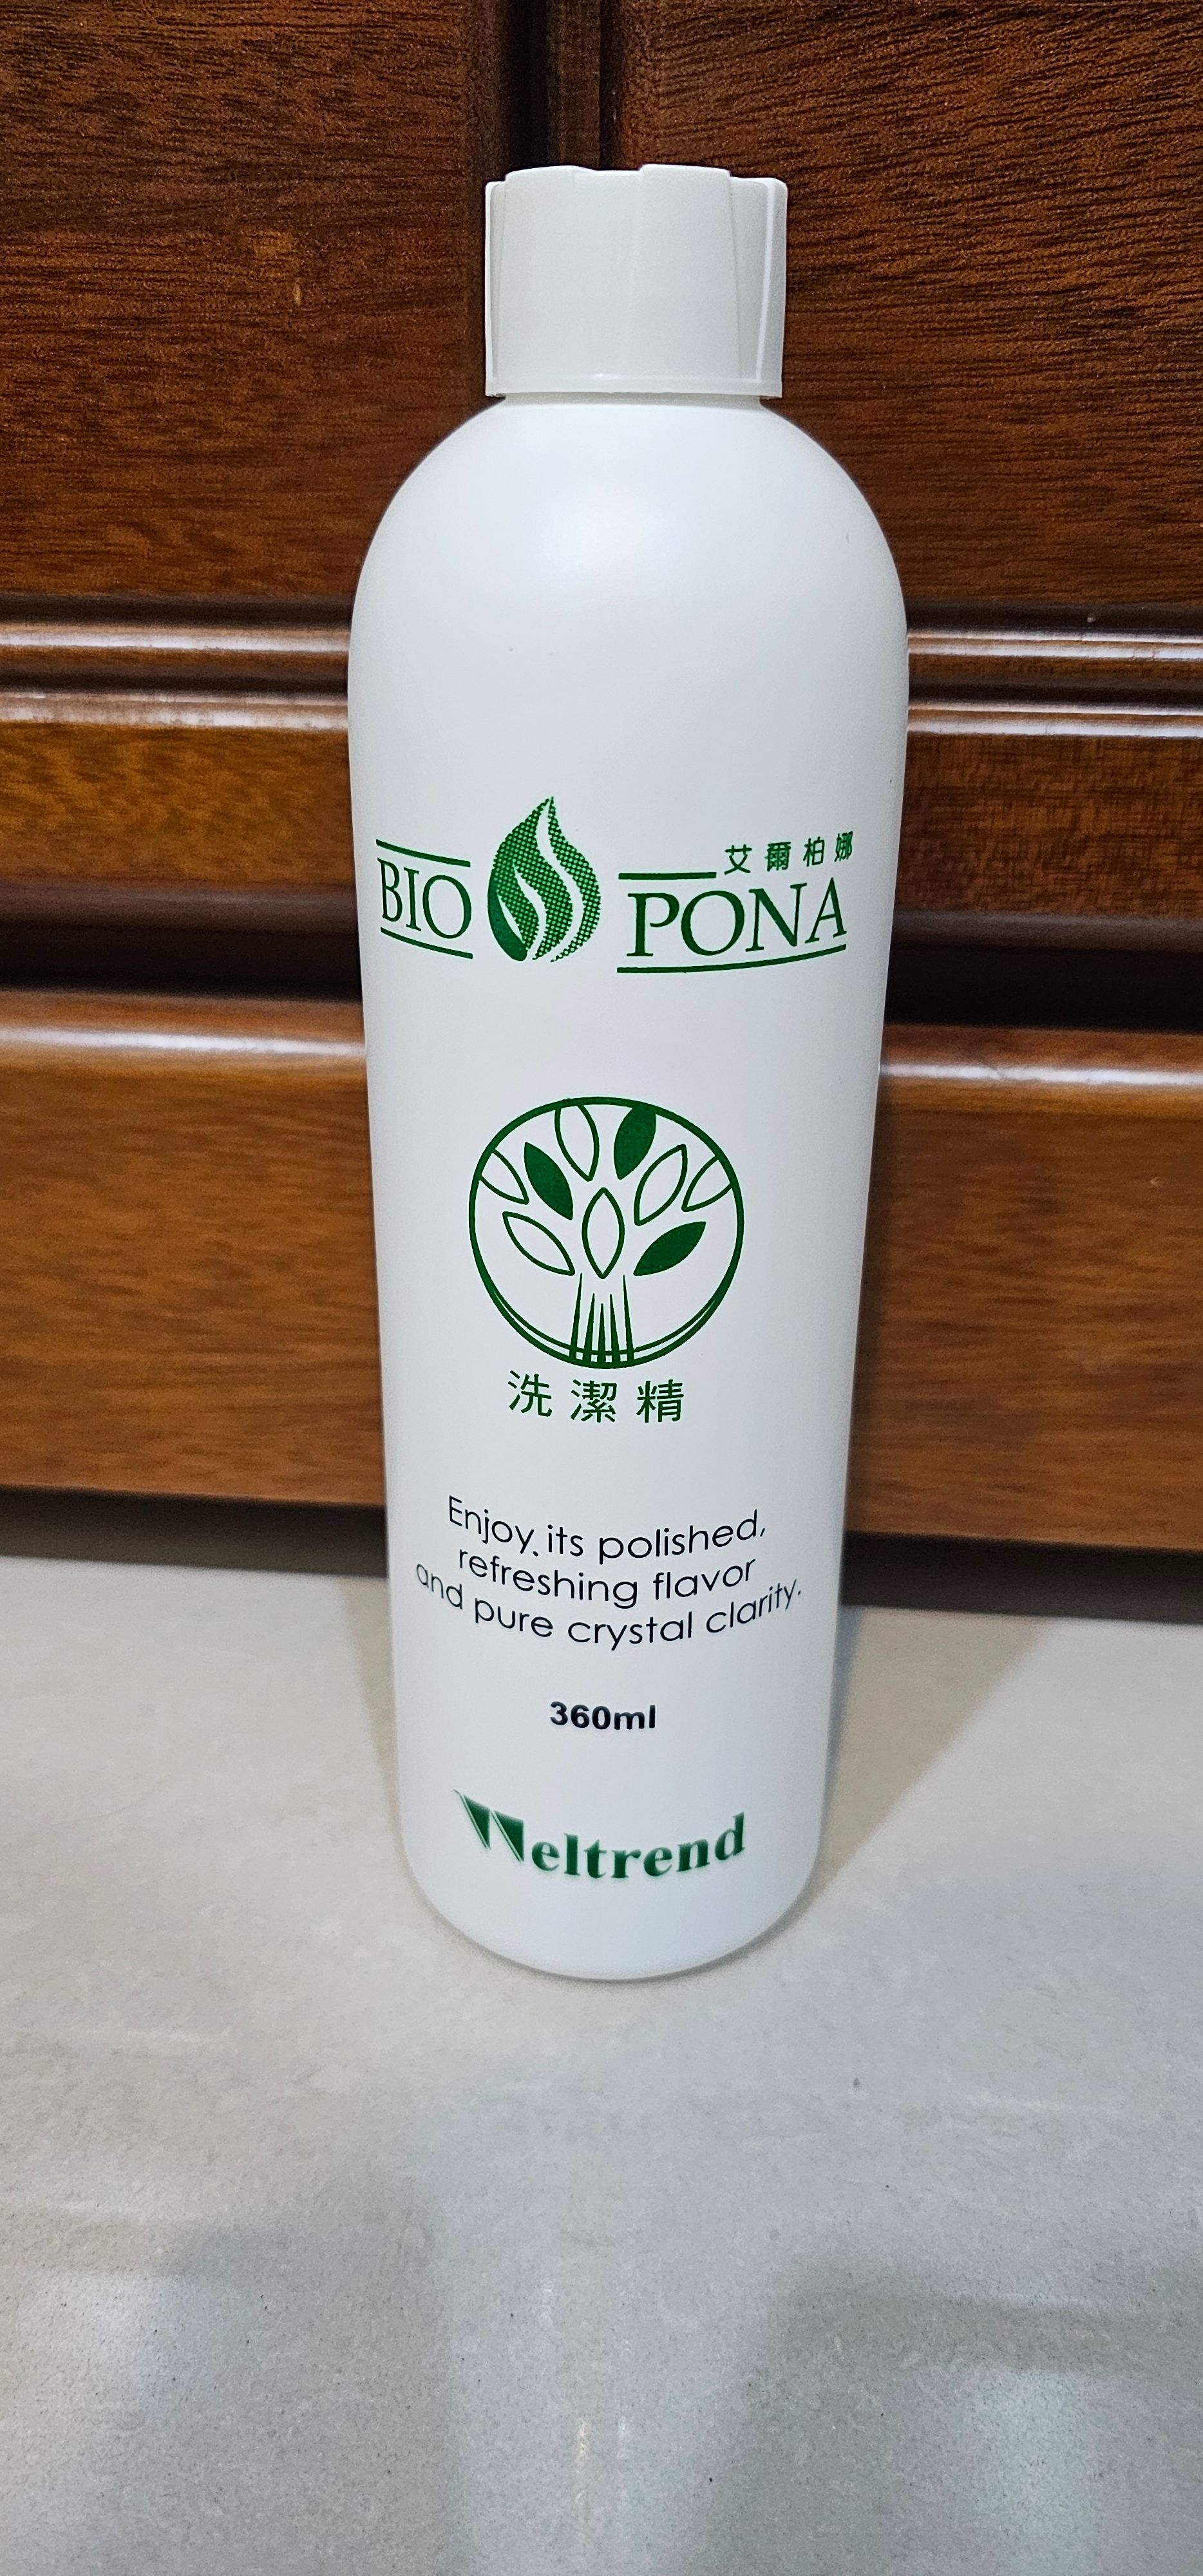 艾爾柏娜
BIO PONA
洗潔精
Enjoy its polished,
refreshing flavor
and pure crystal clarity.
360ml
Weltrend